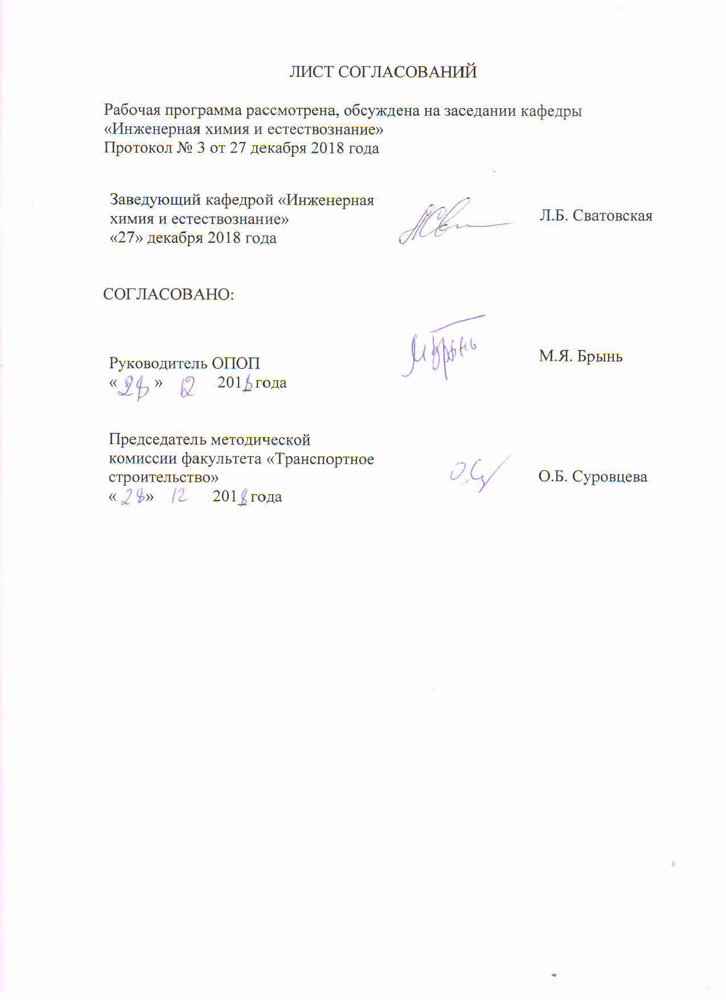 ЛИСТ СОГЛАСОВАНИЙ
Рабочая программа рассмотрена, обсуждена на заседании кафедры
«Инженерная химия и естествознание»
Протокол № 3 от 27 декабря 2018 года
Заведующий кафедрой «Инженерная
химия и естествознание»
«27» декабря 2018 года
Л.Б. Сватовская
СОГЛАСОВАНО:
Руководитель ОПОП
«28» 12 2018 года
М.Я. Брынь
Председатель методической
комиссии факультета «Транспортное
строительство»
«28» 12 2018 года
О.Б. Суровцева